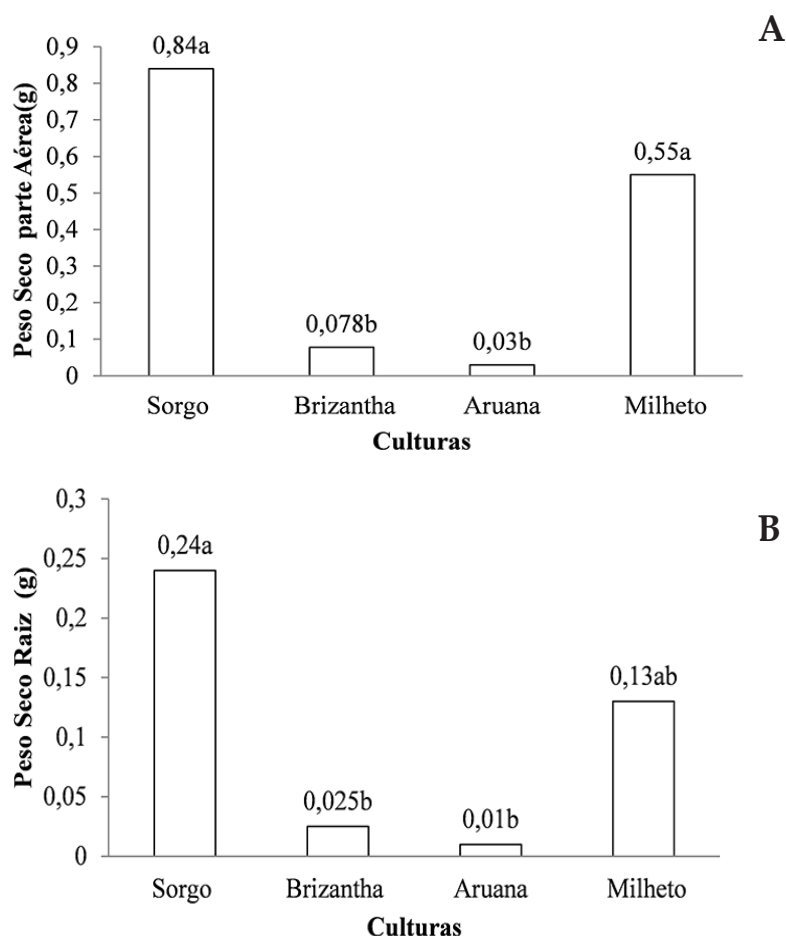 A
0,9
0,8
0,7
0,6
0,5
0,4
0,3
0,2
0,1
0
Peso Seco parte Aérea(g)
0,84a
0,078b
0,03b
0,55a
Sorgo Brizantha Aruana Milheto
Culturas
B
0,3
0,25
0,2
0,15
0,1
0,05
0
Peso Seco Raiz (g)
0,24a
0,025b
0,01b
0,13ab
Sorgo Brizantha Aruana Milheto
Culturas